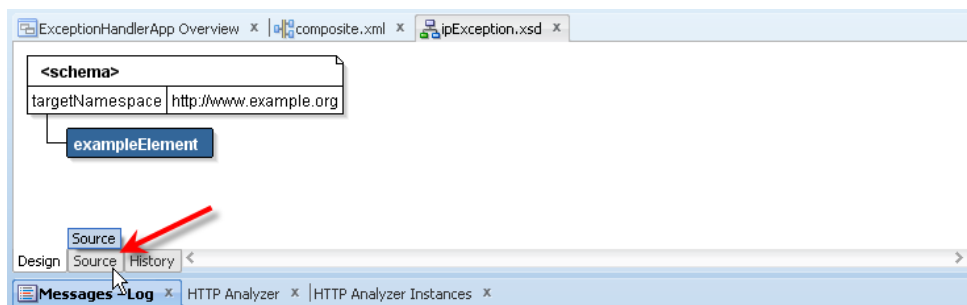 ExceptionHandlerApp Overview x composite.xml x ipException.xsd x
<schema>
targetNamespace http://www.example.org
exampleElement
Source
Design Source History
Messages - Log x HTTP Analyzer x HTTP Analyzer Instances x